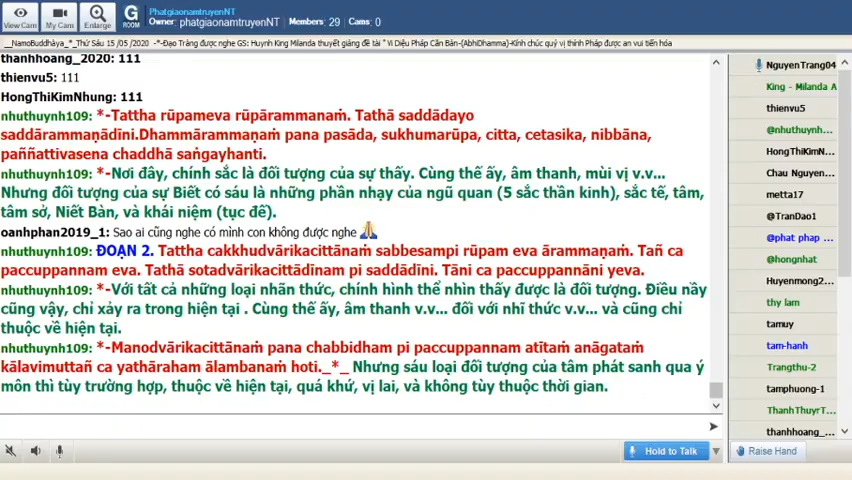 View Cam
My Cam
Enlarge
G
ROOM
PhatgiaonamtruyenNT
Owner: phatgiaonamtruyenNT Members: 29 Cams: 0
__NamoBuddhàya_*_Thứ Sáu 15 /05 /2020 -*-Đạo Tràng được nghe GS: Huynh King Milanda thuyết giảng đề tài " Vi Diệu Pháp Căn Bản-(AbhiDhamma)-Kính chúc quý vị thính Pháp được an vui tiến hóa
thanhhoang_2020: 111
thienvu5: 111
HongThiKimNhung: 111
nhuthuynh109: *-Tattha rūpameva rūpārammanaṁ. Tathā saddādayo
saddārammaṇādīni.Dhammārammaṇaṁ pana pasāda, sukhumarūpa, citta, cetasika, nibbāna,
paññattivasena chaddhā saṅgayhanti.
nhuthuynh109: *-Nơi đây, chính sắc là đối tượng của sự thấy. Cùng thế ấy, âm thanh, mùi vị v.v...
Nhưng đối tượng của sự Biết có sáu là những phần nhạy của ngũ quan (5 sắc thần kinh), sắc tế, tâm,
tâm sở, Niết Bàn, và khái niệm (tục đế).
oanhphan2019_1: Sao ai cũng nghe có mình con không được nghe
nhuthuynh109: ĐOẠN 2. Tattha cakkhudvārikacittānaṁ sabbesampi rūpam eva ārammaṇaṁ. Tañ ca
paccuppannam eva. Tathā sotadvārikacittādīnam pi saddādīni. Tāni ca paccuppannāni yeva.
nhuthuynh109: *-Với tất cả những loại nhãn thức, chính hình thể nhìn thấy được là đối tượng. Điều nầy
cũng vậy, chỉ xảy ra trong hiện tại . Cùng thế ấy, âm thanh v.v... đối với nhĩ thức v.v... và cũng chỉ
thuộc về hiện tại.
nhuthuynh109: *-Manodvārikacittānaṁ pana chabbidham pi paccuppannam atītaṁ anāgataṁ
kālavimuttañ ca yathāraham ālambanaṁ hoti._*_ Nhưng sáu loại đối tượng của tâm phát sanh qua ý
môn thì tùy trường hợp, thuộc về hiện tại, quá khứ, vị lai, và không tùy thuộc thời gian.
Hold to Talk
NguyenTrang04
King - Milanda A
thienvu5
@nhuthuynh...
HongThiKimN...
Chau Nguyen...
metta17
@TranDao1
@phat phap ...
@hongnhat
Huyenmong2...
thy lam
tamuy
tam-hanh
Trangthu-2
tamphuong-1
ThanhThuyrT...
thanhhoang_...
Raise Hand